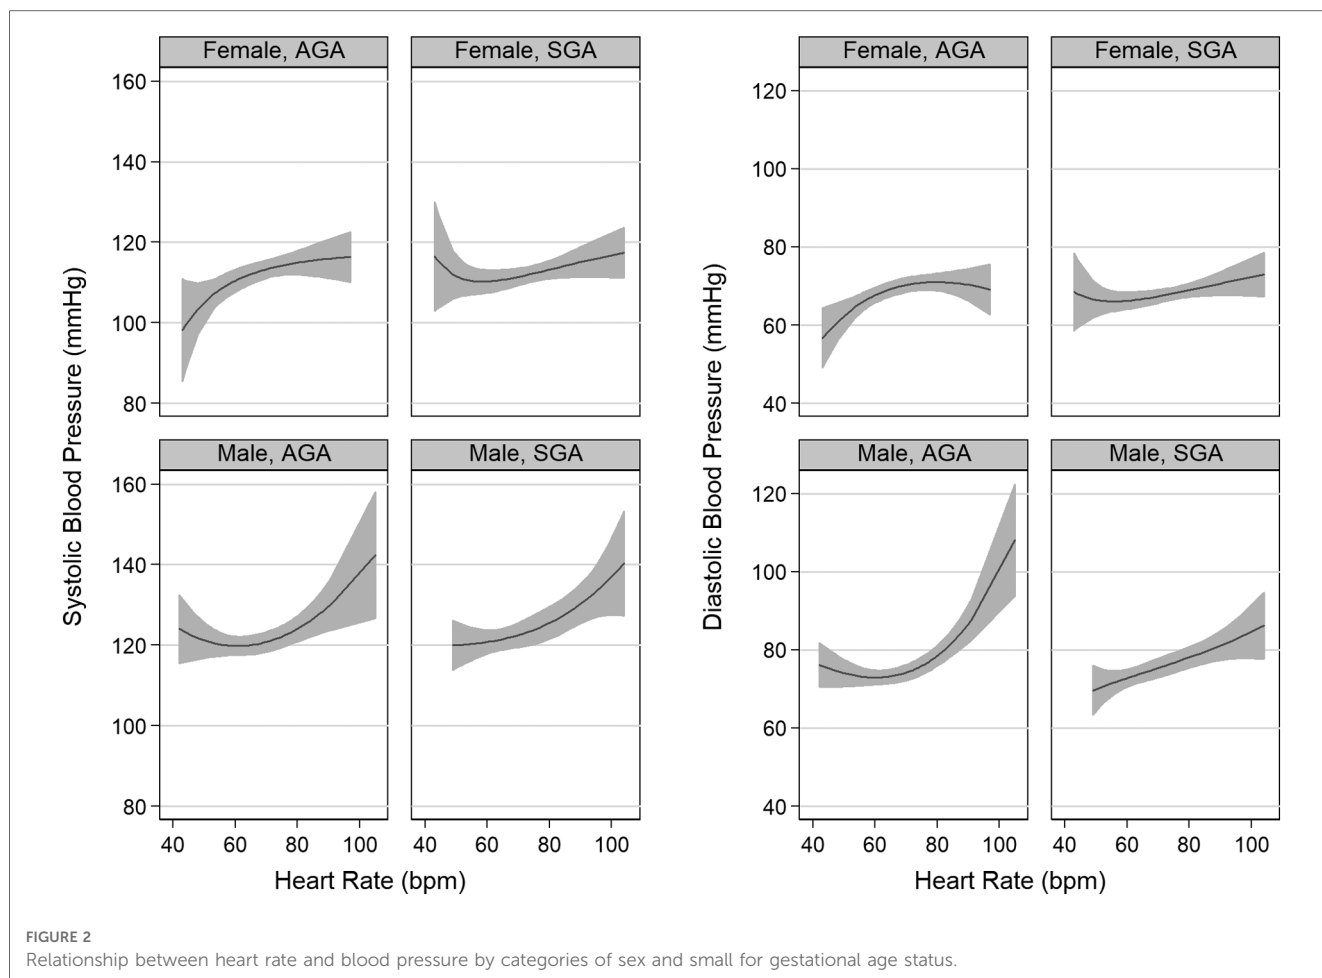 Female, AGA
Female, SGA
160
140
120
100
80
Male, AGA
Male, SGA
160
140
120
100
80
40 60 80 100
40 60 80 100
Systolic Blood Pressure (mmHg)
Heart Rate (bpm)
Female, AGA
Female, SGA
120
100
80
60
40
Male, AGA
Male, SGA
120
100
80
60
40
40 60 80 100
40 60 80 100
Diastolic Blood Pressure (mmHg)
Heart Rate (bpm)
FIGURE 2
Relationship between heart rate and blood pressure by categories of sex and small for gestational age status.